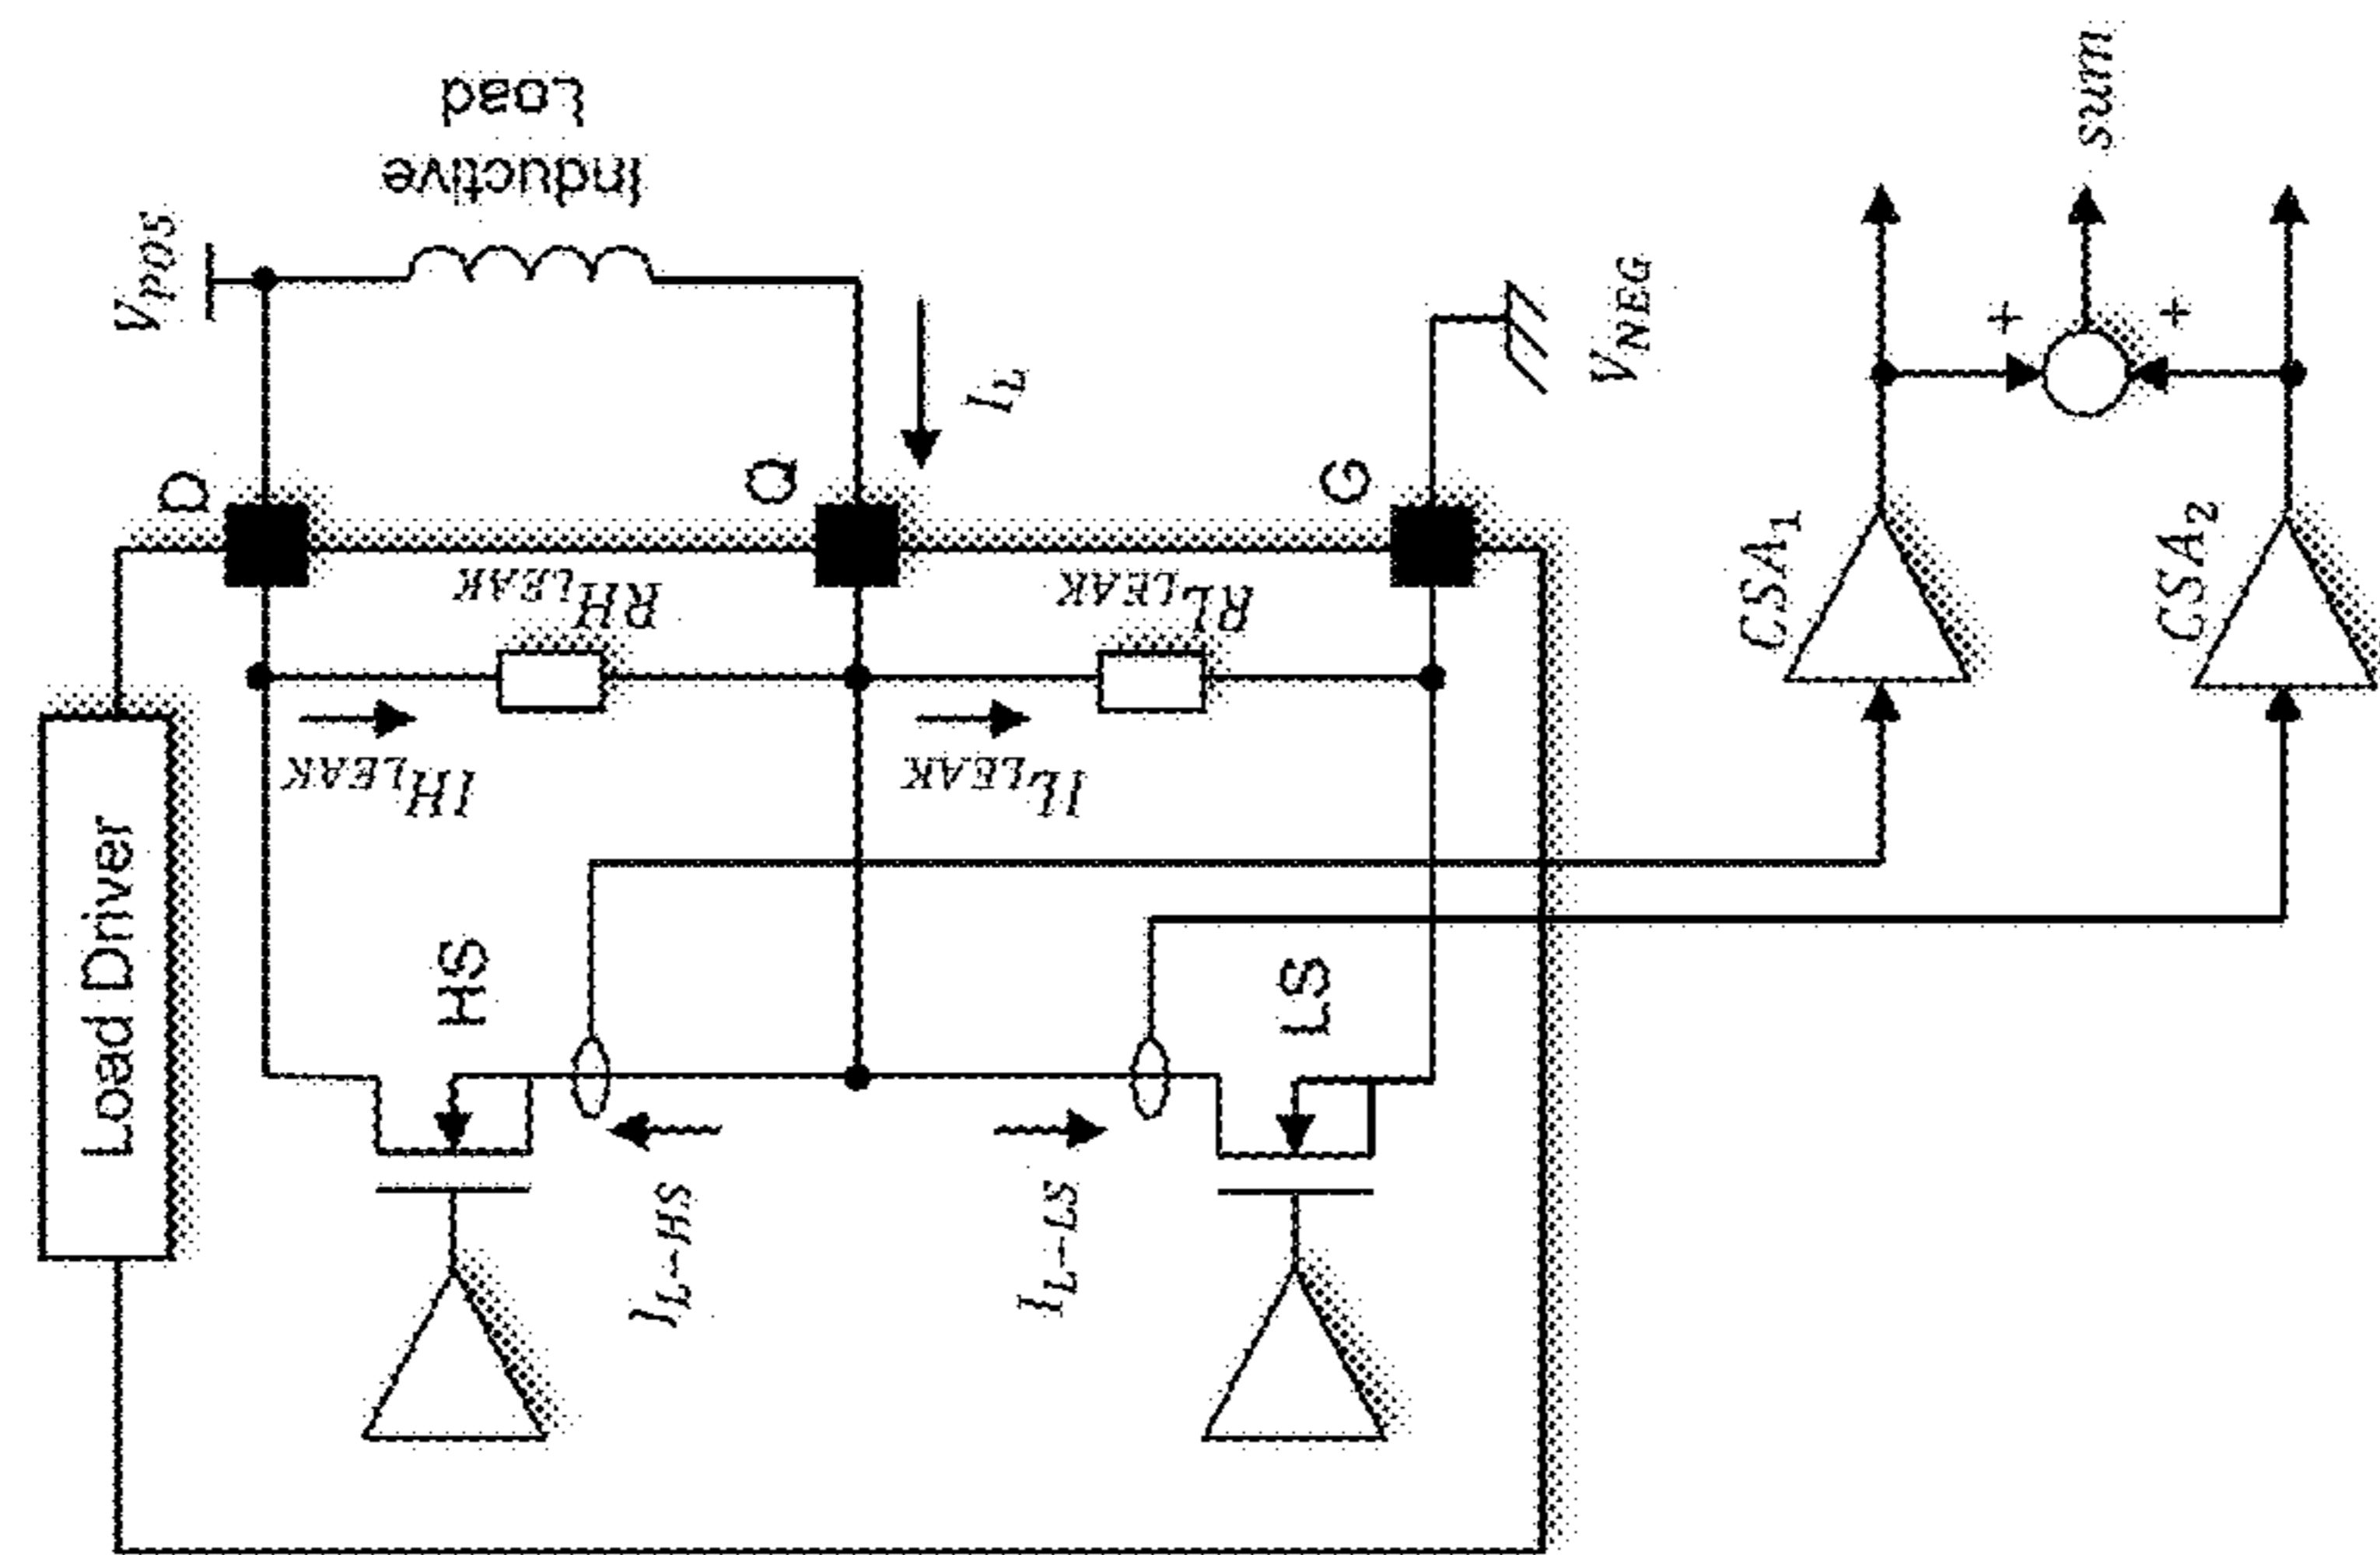 Load Driver
D
V_POS
Inductive
Load
HS
IH_LEAK
RH_LEAK
Q
I_L
I_L-HS
I_L-LS
IL_LEAK
RL_LEAK
LS
G
V_NEG
CSA_1
+
sum
+
CSA_2